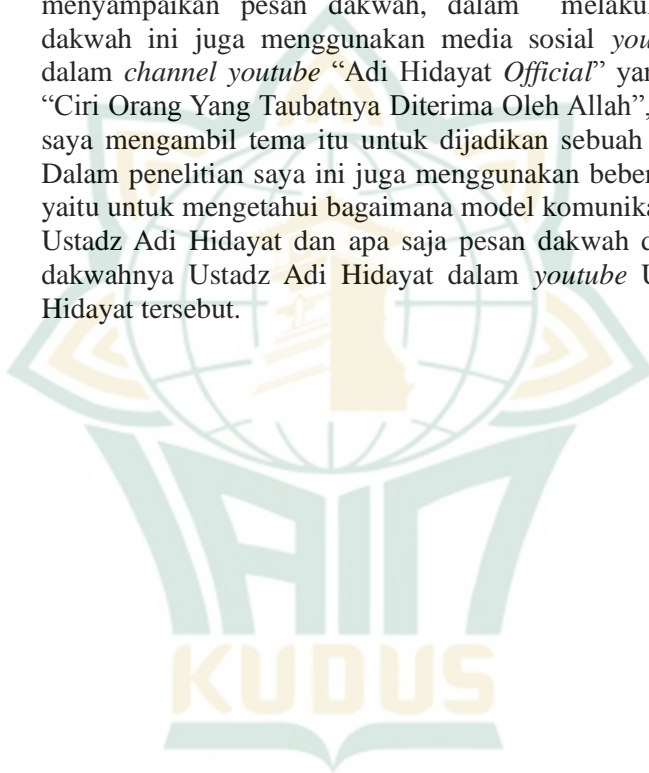 menyampaikan pesan dakwah, dalam
dakwah ini juga menggunakan media sosial
dalam channel youtube “Adi Hidayat Official”
“Ciri Orang Yang Taubatnya Diterima Oleh Allah”,
saya mengambil tema itu untuk dijadikan sebuah
Dalam penelitian saya ini juga menggunakan
yaitu untuk mengetahui bagaimana model
Ustadz Adi Hidayat dan apa saja pesan dakwah
dakwahnya Ustadz Adi Hidayat dalam youtube
Hidayat tersebut.
IAIN
KUDUS